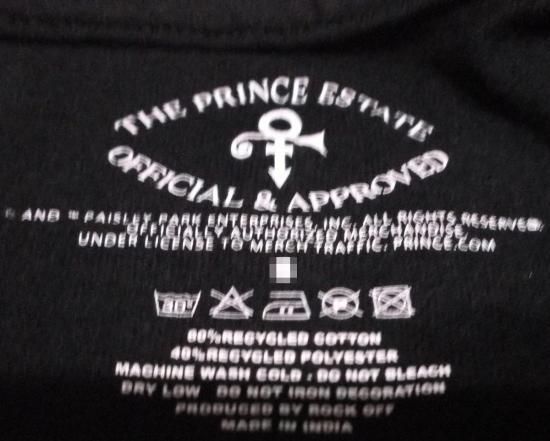 THE PRINCE ESTATE
OFFICIAL & APPROVED
© AND ™ PAISLEY PARK ENTERPRISES, INC. ALL RIGHTS RESERVED.
OFFICIALLY AUTHORIZED MERCHANDISE.
UNDER LICENSE TO MERCH TRAFFIC. PRINCE.COM
30°
P
60%RECYCLED COTTON
40%RECYCLED POLYESTER
MACHINE WASH COLD : DO NOT BLEACH
DRY LOW DO NOT IRON DECORATION
PRODUCED BY ROCK OFF
MADE IN INDIA